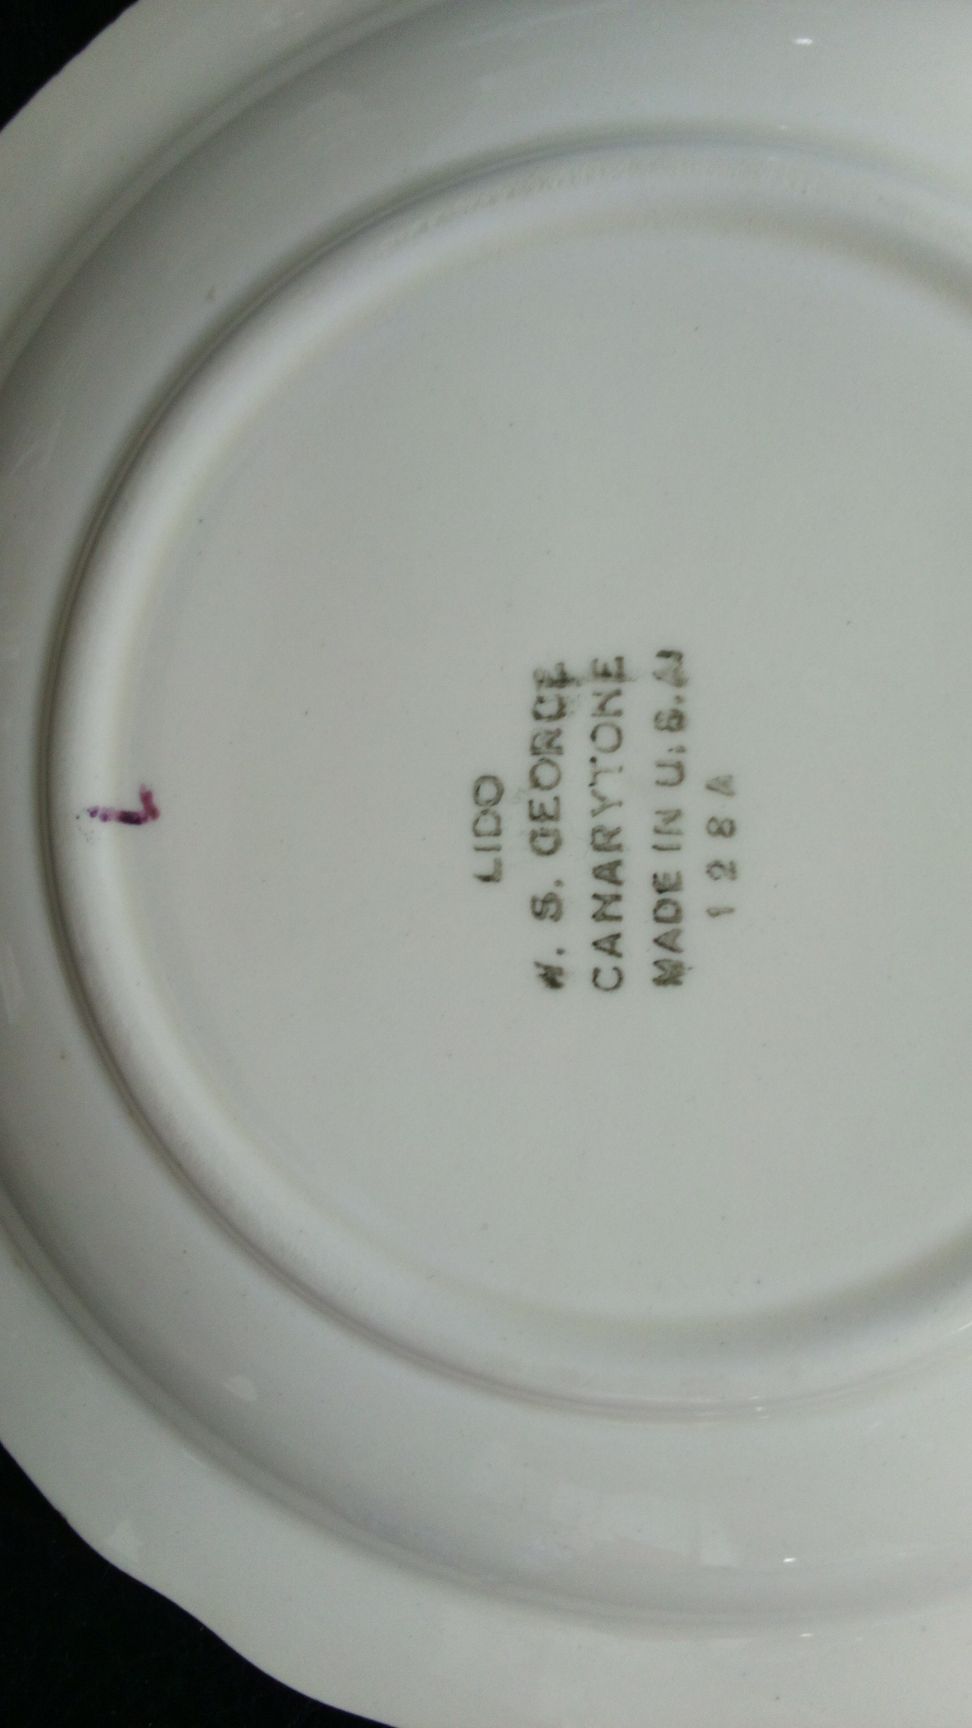 LIDO
W. S. GEORGE
CANARYTONE
MADE IN U.S.A
1 2 8 A